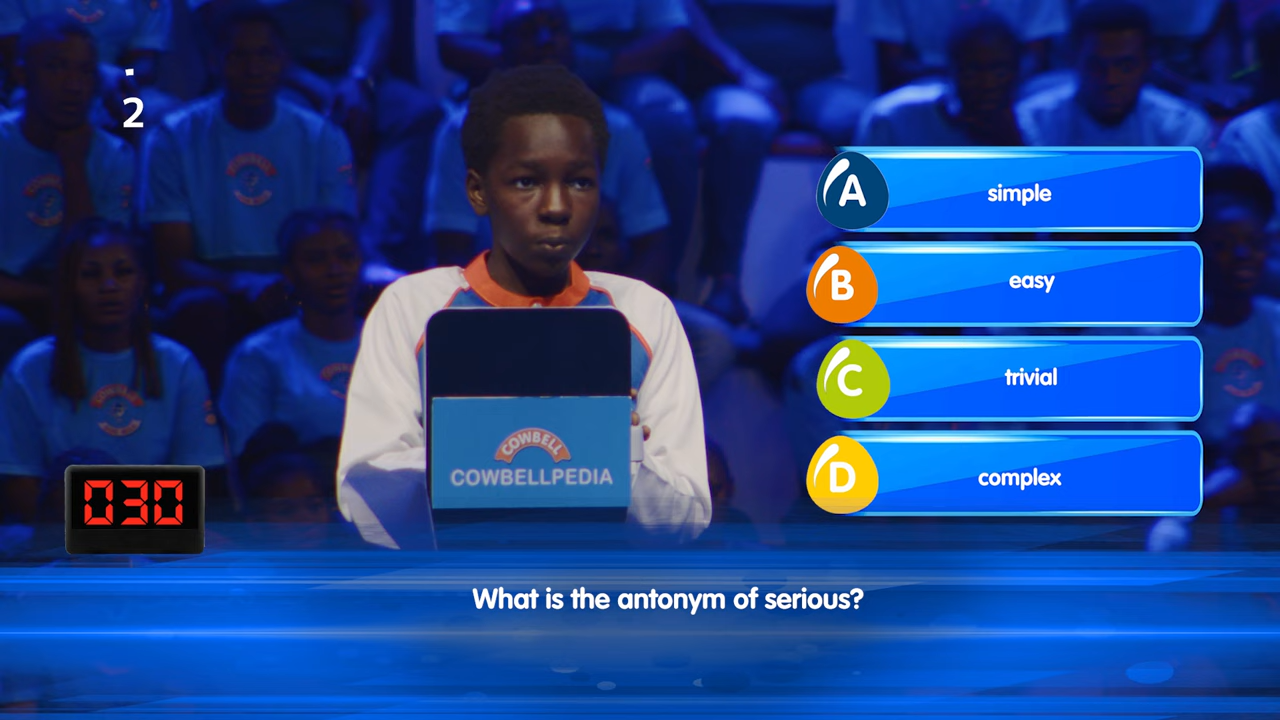 2
A simple
B easy
C trivial
D complex
COWBELL
COWBELLPEDIA
030
What is the antonym of serious?